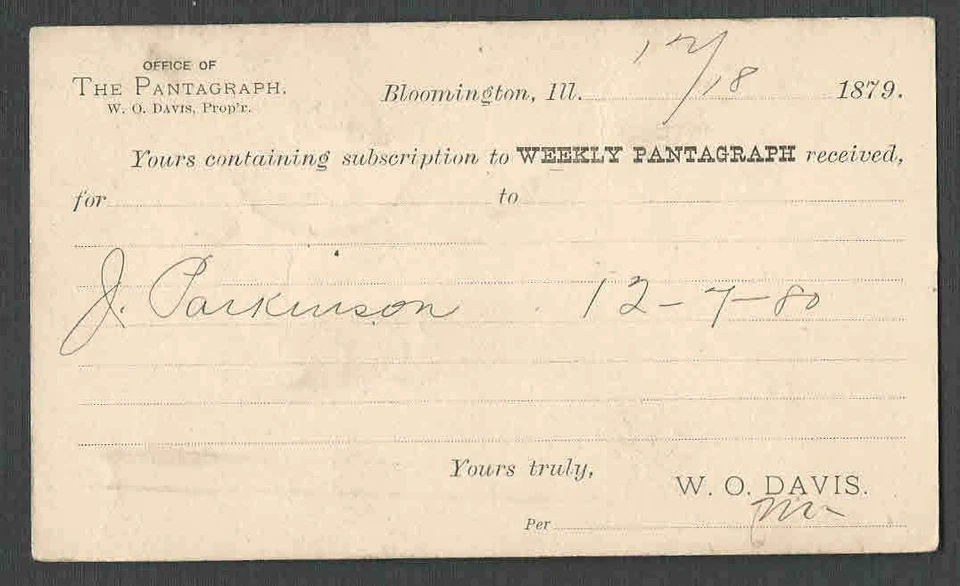 OFFICE OF
THE PANTAGRAPH.
W. O. DAVIS, Prop'r.
Bloomington, Ill. 12/18 1879.
Yours containing subscription to WEEKLY PANTAGRAPH received,
for to
J. Parkinson 12-7-80
Yours truly,
W. O. DAVIS.
Per